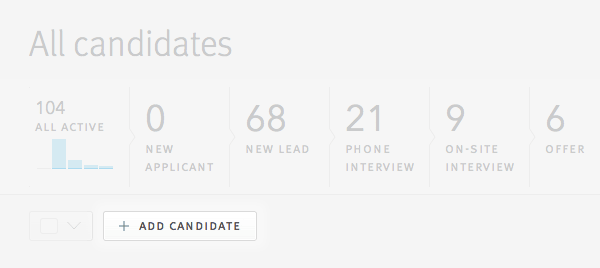 All candidates
104
ALL ACTIVE
0
NEW
APPLICANT
68
NEW LEAD
21
PHONE
INTERVIEW
9
ON-SITE
INTERVIEW
6
OFFER
+ ADD CANDIDATE